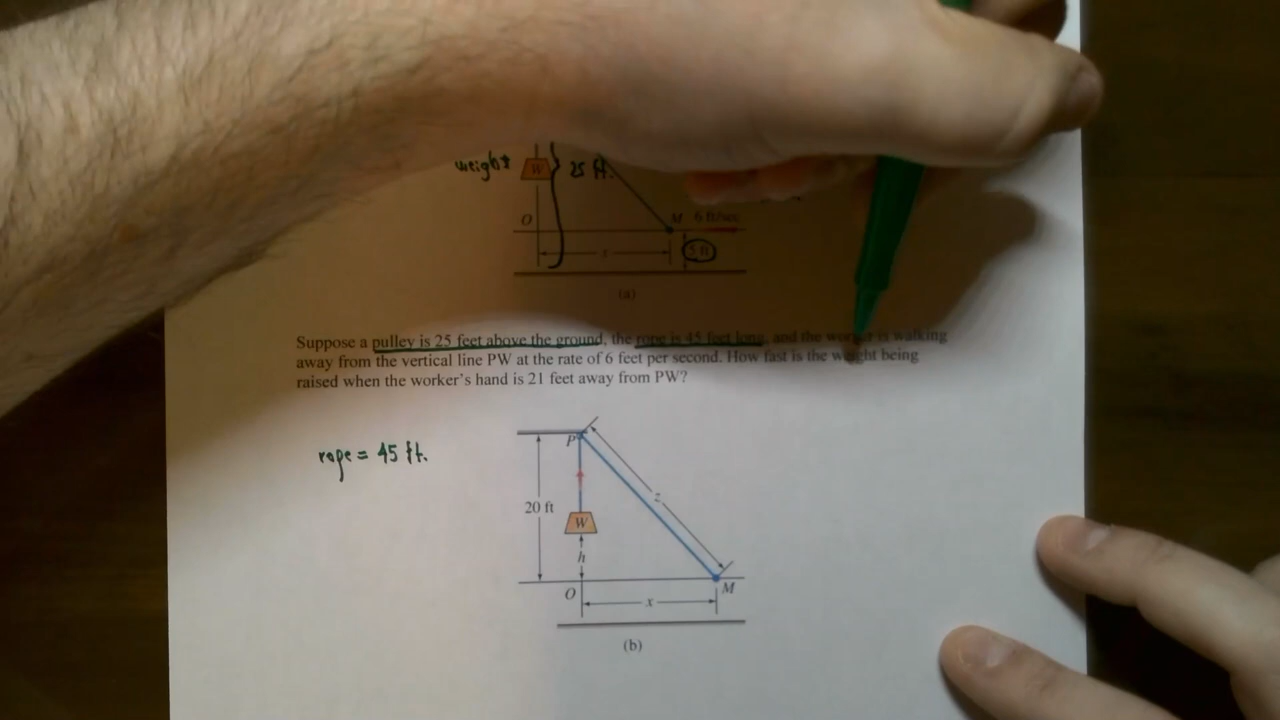 weight W 25 ft.
O M 6 ft/sec
x 5 ft
(a)
Suppose a pulley is 25 feet above the ground, the rope is 45 feet long, and the worker is walking
away from the vertical line PW at the rate of 6 feet per second. How fast is the weight being
raised when the worker's hand is 21 feet away from PW?
P
rope = 45 ft.
z
20 ft
W
h
O M
x
(b)